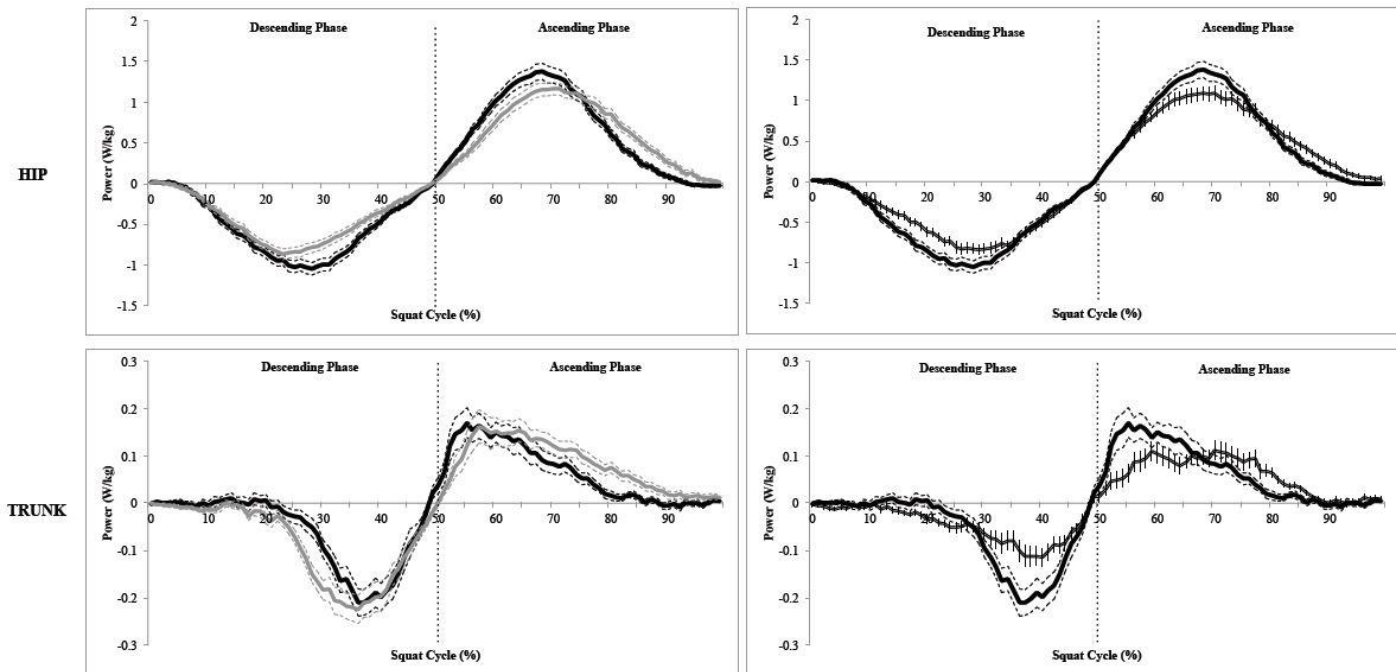 2
Descending Phase
Ascending Phase
1.5
1
0.5
0
-0.5
-1
-1.5
0 10 20 30 40 50 60 70 80 90
Power (W/kg)
Squat Cycle (%)
HIP
2
Descending Phase
Ascending Phase
1.5
1
0.5
0
-0.5
-1
-1.5
0 10 20 30 40 50 60 70 80 90
Power (W/kg)
Squat Cycle (%)
0.3
Descending Phase
Ascending Phase
0.2
0.1
0
-0.1
-0.2
-0.3
0 10 20 30 40 50 60 70 80 90
Power (W/kg)
Squat Cycle (%)
TRUNK
0.3
Descending Phase
Ascending Phase
0.2
0.1
0
-0.1
-0.2
-0.3
0 10 20 30 40 50 60 70 80 90
Power (W/kg)
Squat Cycle (%)